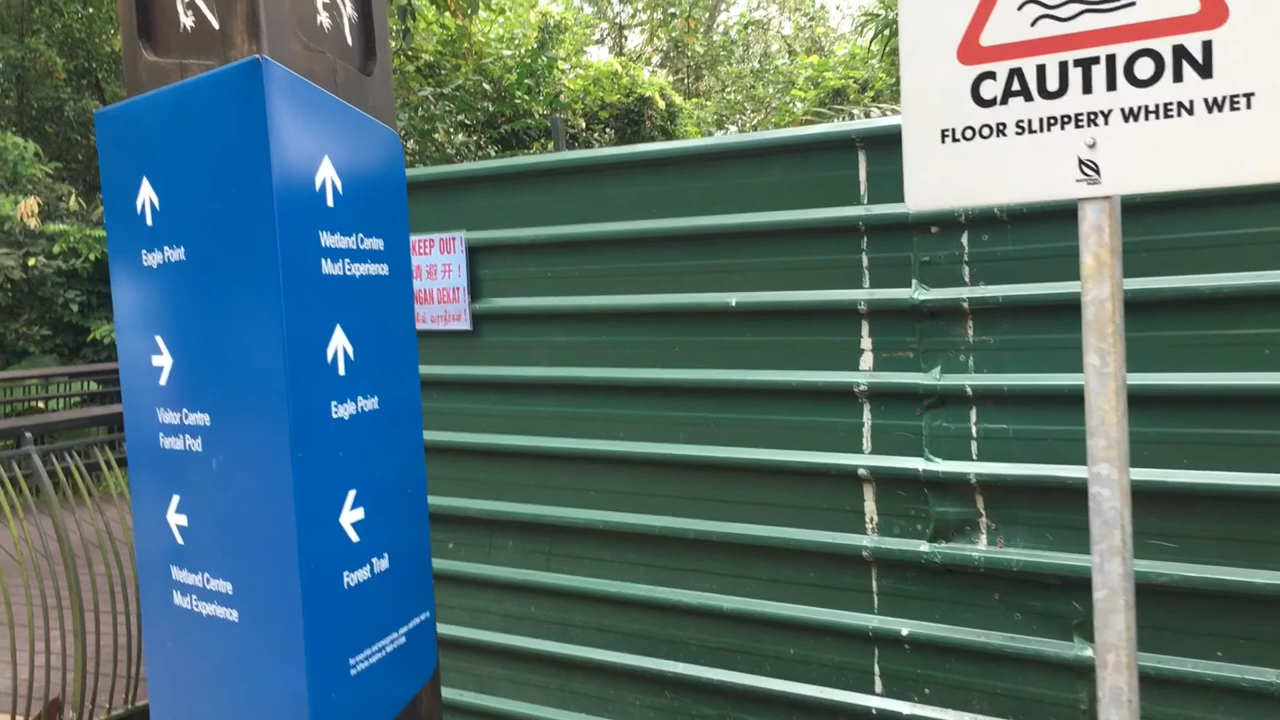 Eagle Point
Visitor Centre
Fantail Pod
Wetland Centre
Mud Experience
Wetland Centre
Mud Experience
Eagle Point
Forest Trail
KEEP OUT !
请避开 !
NGAN DEKAT !
CAUTION
FLOOR SLIPPERY WHEN WET